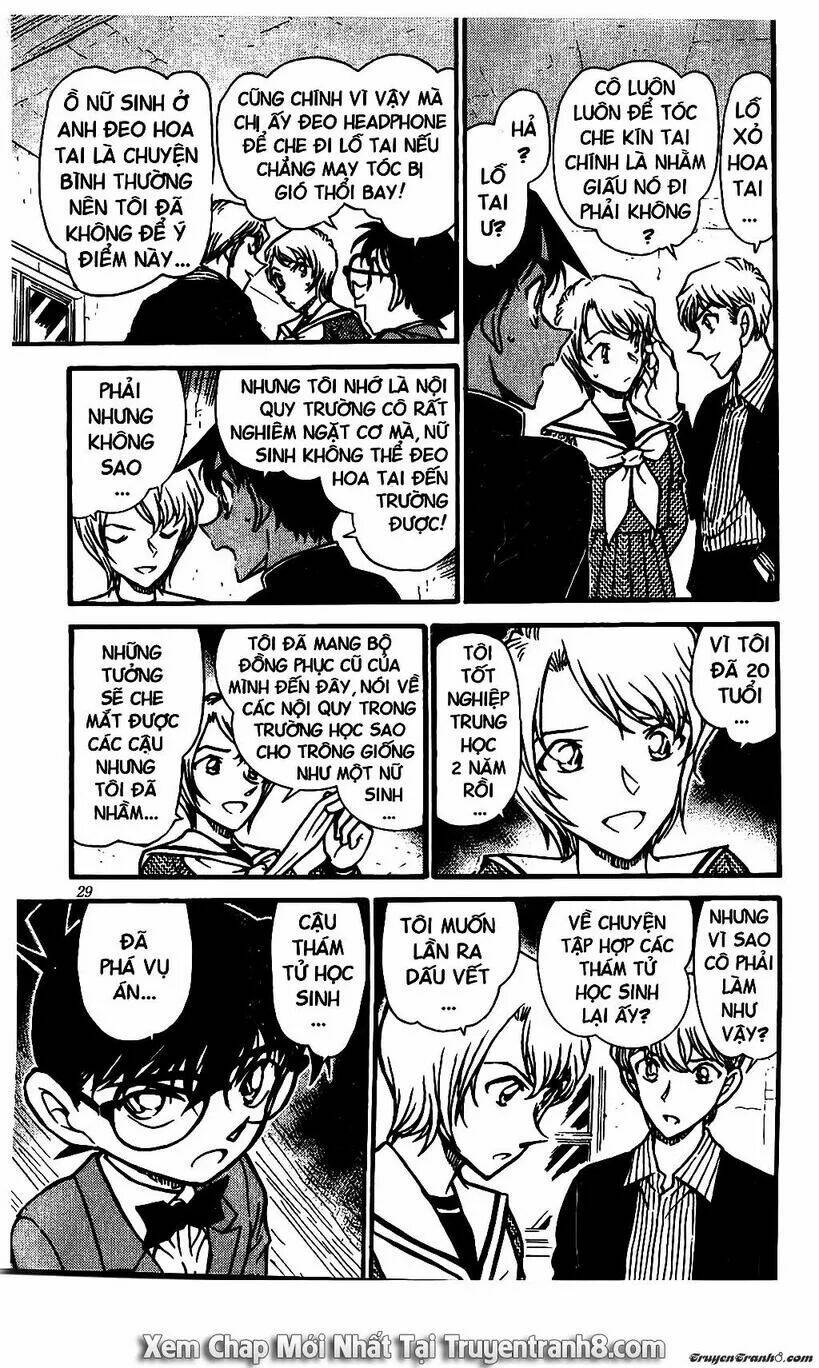 LỖ
XỎ
HOA
TAI
...
CÔ LUÔN
LUÔN ĐỂ TÓC
CHE KÍN TAI
CHÍNH LÀ NHẰM
GIẤU NÓ ĐI
PHẢI KHÔNG
?
HẢ
?
LỖ
TAI
Ư?
CŨNG CHÍNH VÌ VẬY MÀ
CHỊ ẤY ĐEO HEADPHONE
ĐỂ CHE ĐI LỖ TAI NẾU
CHẲNG MAY TÓC BỊ
GIÓ THỔI BAY!
Ồ NỮ SINH Ở
ANH ĐEO HOA
TAI LÀ CHUYỆN
BÌNH THƯỜNG
NÊN TÔI ĐÃ
KHÔNG ĐỂ Ý
ĐIỂM NÀY...
NHƯNG TÔI NHỚ LÀ NỘI
QUY TRƯỜNG CÔ RẤT
NGHIÊM NGẶT CƠ MÀ, NỮ
SINH KHÔNG THỂ ĐEO
HOA TAI ĐẾN
TRƯỜNG
ĐƯỢC!
PHẢI
NHƯNG
KHÔNG
SAO
...
VÌ TÔI
ĐÃ 20
TUỔI
...
TÔI
TỐT
NGHIỆP
TRUNG
HỌC
2 NĂM
RỒI
...
TÔI ĐÃ MANG BỘ
ĐỒNG PHỤC CŨ CỦA
MÌNH ĐẾN ĐÂY, NÓI VỀ
CÁC NỘI QUY TRONG
TRƯỜNG HỌC SAO
CHO TRÔNG GIỐNG
NHƯ MỘT NỮ
SINH
...
NHỮNG
TƯỞNG
SẼ CHE
MẮT ĐƯỢC
CÁC CẬU
NHƯNG
TÔI ĐÃ
NHẦM...
29
NHƯNG
VÌ SAO
CÔ PHẢI
LÀM
NHƯ
VẬY?
VỀ CHUYỆN
TẬP HỢP CÁC
THÁM TỬ
HỌC SINH
LẠI ẤY?
TÔI MUỐN
LẦN RA
DẤU VẾT
...
CẬU
THÁM
TỬ HỌC
SINH
...
ĐÃ
PHÁ VỤ
ÁN...
Xem Chap Mới Nhất Tại Truyentranh8.com
TruyenTranh8.com